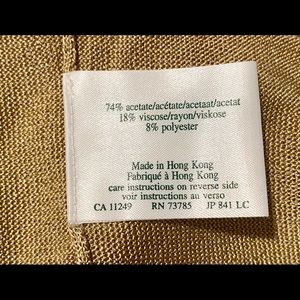 74% acetate/acétate/acetaat/acetat
18% viscose/rayon/viskose
8% polyester
Made in Hong Kong
Fabriqué à Hong Kong
care instructions on reverse side
voir instructions au verso
CA 11249 RN 73785 JP 841 LC